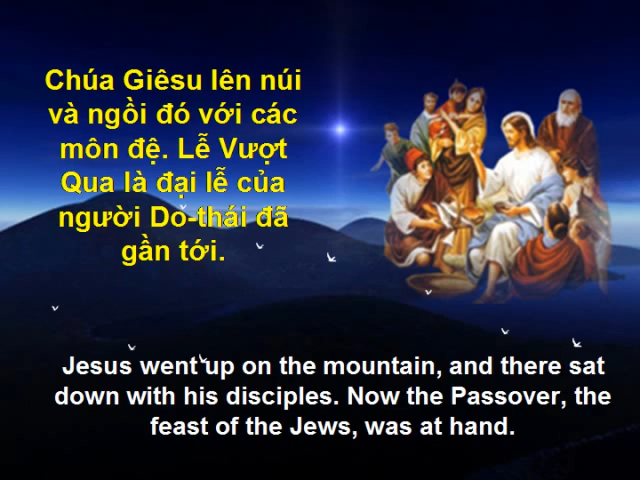 Chúa Giêsu lên núi
và ngồi đó với các
môn đệ. Lễ Vượt
Qua là đại lễ của
người Do-thái đã
gần tới.
Jesus went up on the mountain, and there sat
down with his disciples. Now the Passover, the
feast of the Jews, was at hand.